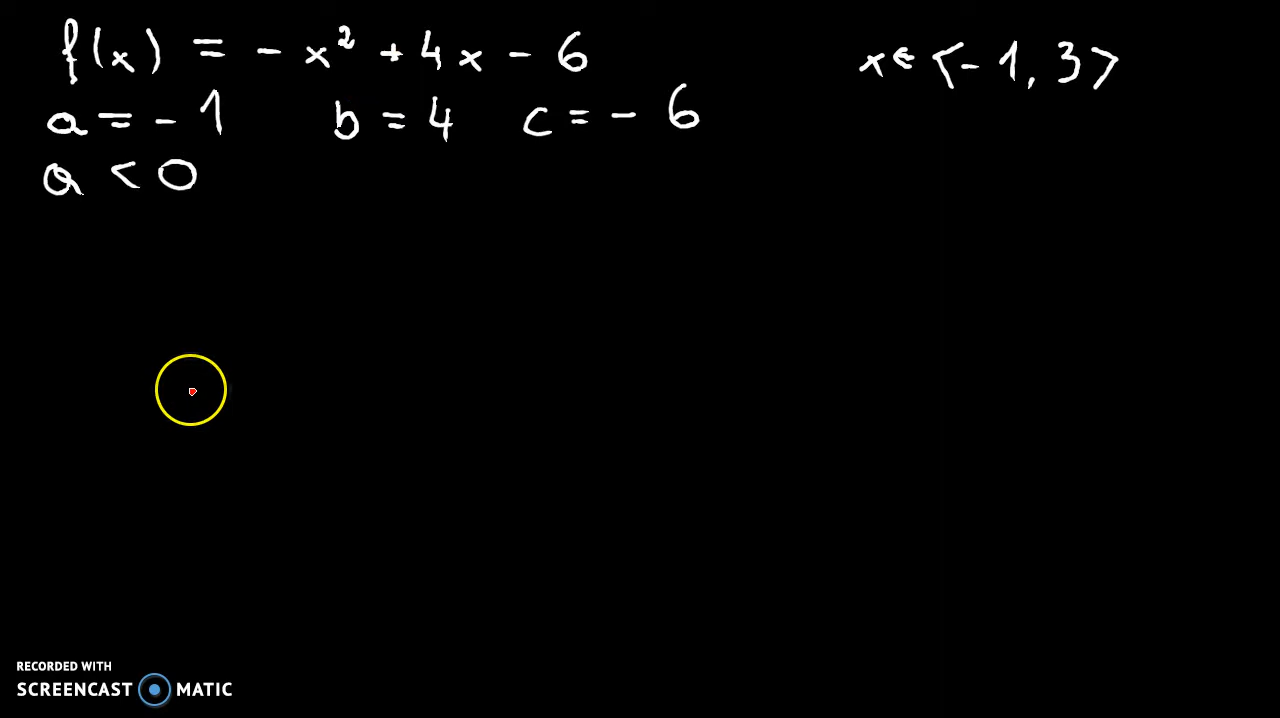 f(x) = - x² + 4x - 6 x ∈ <-1, 3>
a = - 1 b = 4 c = - 6
a < 0
RECORDED WITH
SCREENCAST MATIC